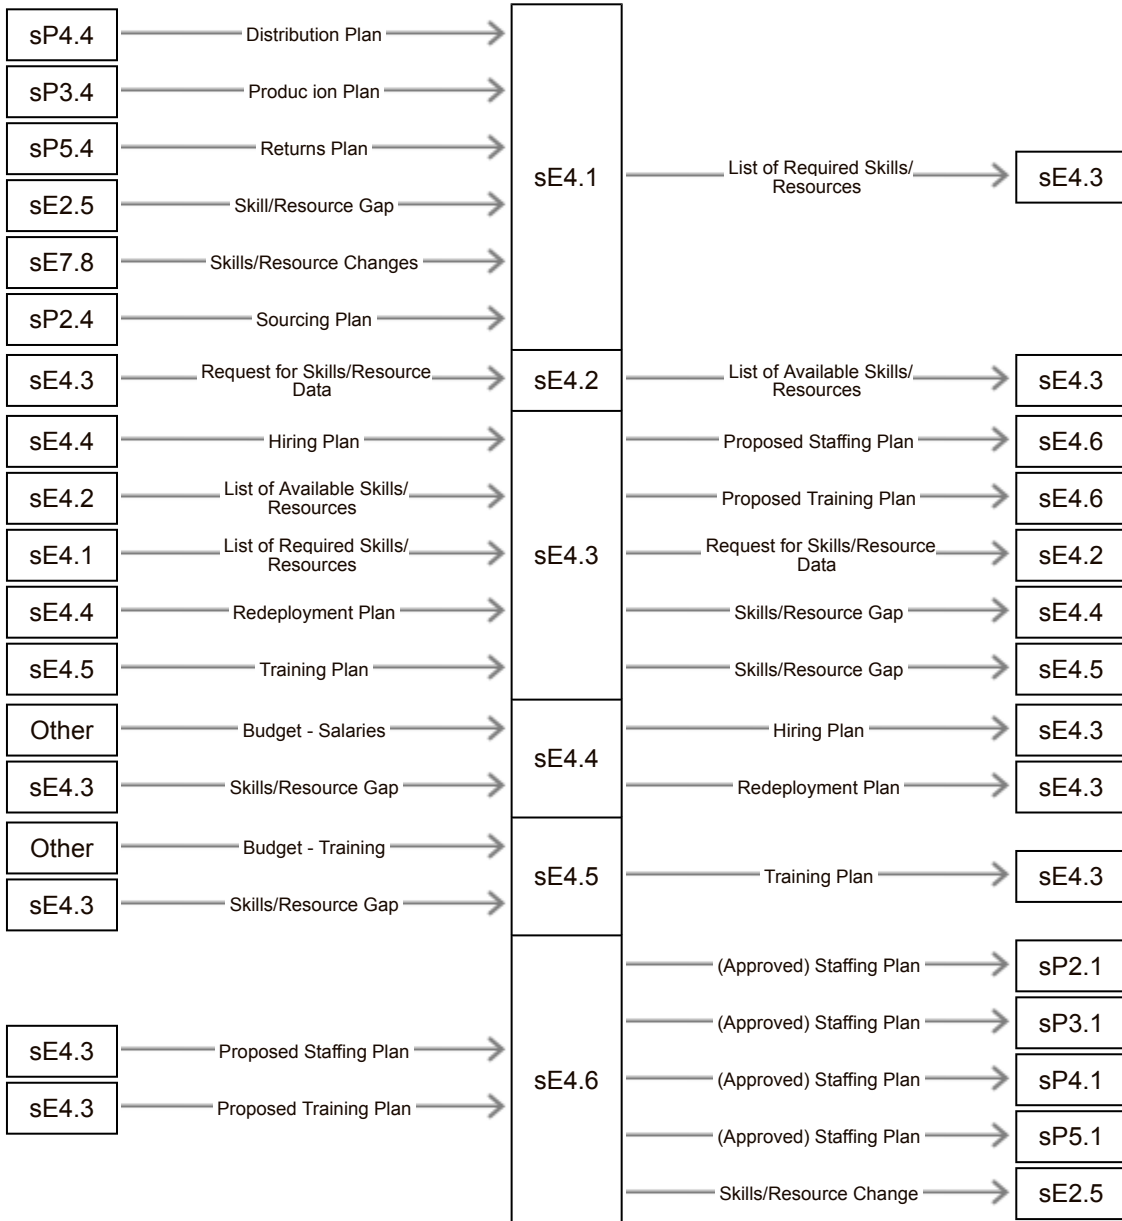 sP4.4
Distribution Plan
sP3.4
Produc ion Plan
sP5.4
Returns Plan
sE2.5
Skill/Resource Gap
sE7.8
Skills/Resource Changes
sP2.4
Sourcing Plan
sE4.1
List of Required Skills/
Resources
sE4.3
sE4.3
Request for Skills/Resource
Data
sE4.2
List of Available Skills/
Resources
sE4.3
sE4.4
Hiring Plan
sE4.2
List of Available Skills/
Resources
sE4.1
List of Required Skills/
Resources
sE4.4
Redeployment Plan
sE4.5
Training Plan
sE4.3
Proposed Staffing Plan
sE4.6
Proposed Training Plan
sE4.6
Request for Skills/Resource
Data
sE4.2
Skills/Resource Gap
sE4.4
Skills/Resource Gap
sE4.5
Other
Budget - Salaries
sE4.3
Skills/Resource Gap
sE4.4
Hiring Plan
sE4.3
Redeployment Plan
sE4.3
Other
Budget - Training
sE4.3
Skills/Resource Gap
sE4.5
Training Plan
sE4.3
sE4.3
Proposed Staffing Plan
sE4.3
Proposed Training Plan
sE4.6
(Approved) Staffing Plan
sP2.1
(Approved) Staffing Plan
sP3.1
(Approved) Staffing Plan
sP4.1
(Approved) Staffing Plan
sP5.1
Skills/Resource Change
sE2.5